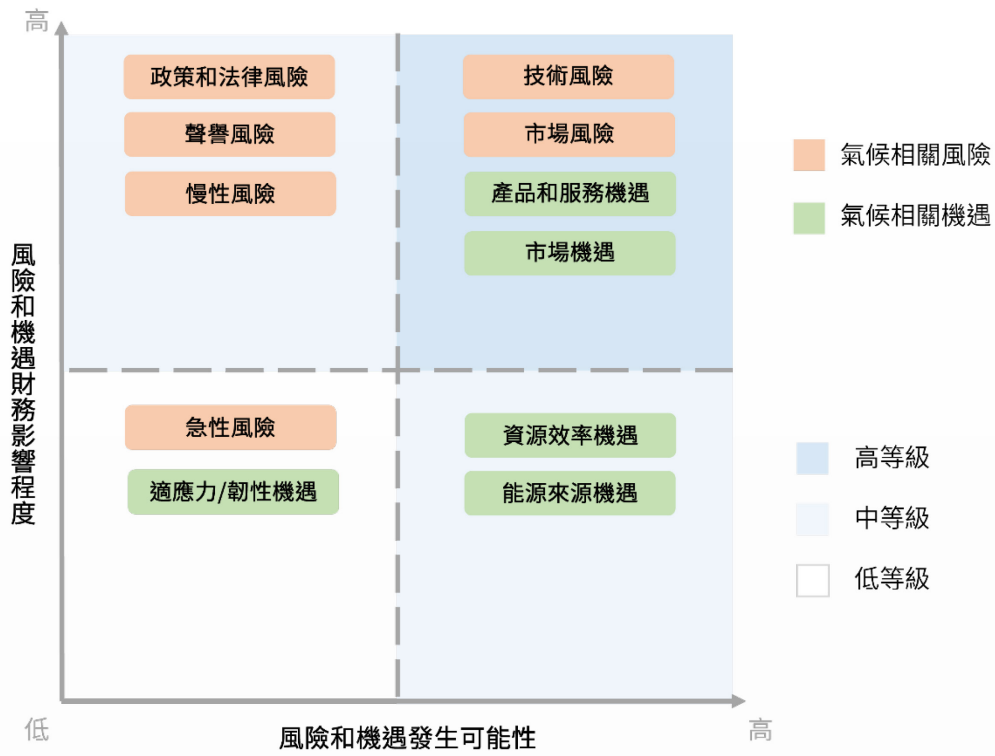 高
政策和法律風險
聲譽風險
慢性風險
技術風險
市場風險
產品和服務機遇
市場機遇
氣候相關風險
氣候相關機遇
風險和機遇財務影響程度
急性風險
適應力/韌性機遇
資源效率機遇
能源來源機遇
高等級
中等級
低等級
低
風險和機遇發生可能性
高